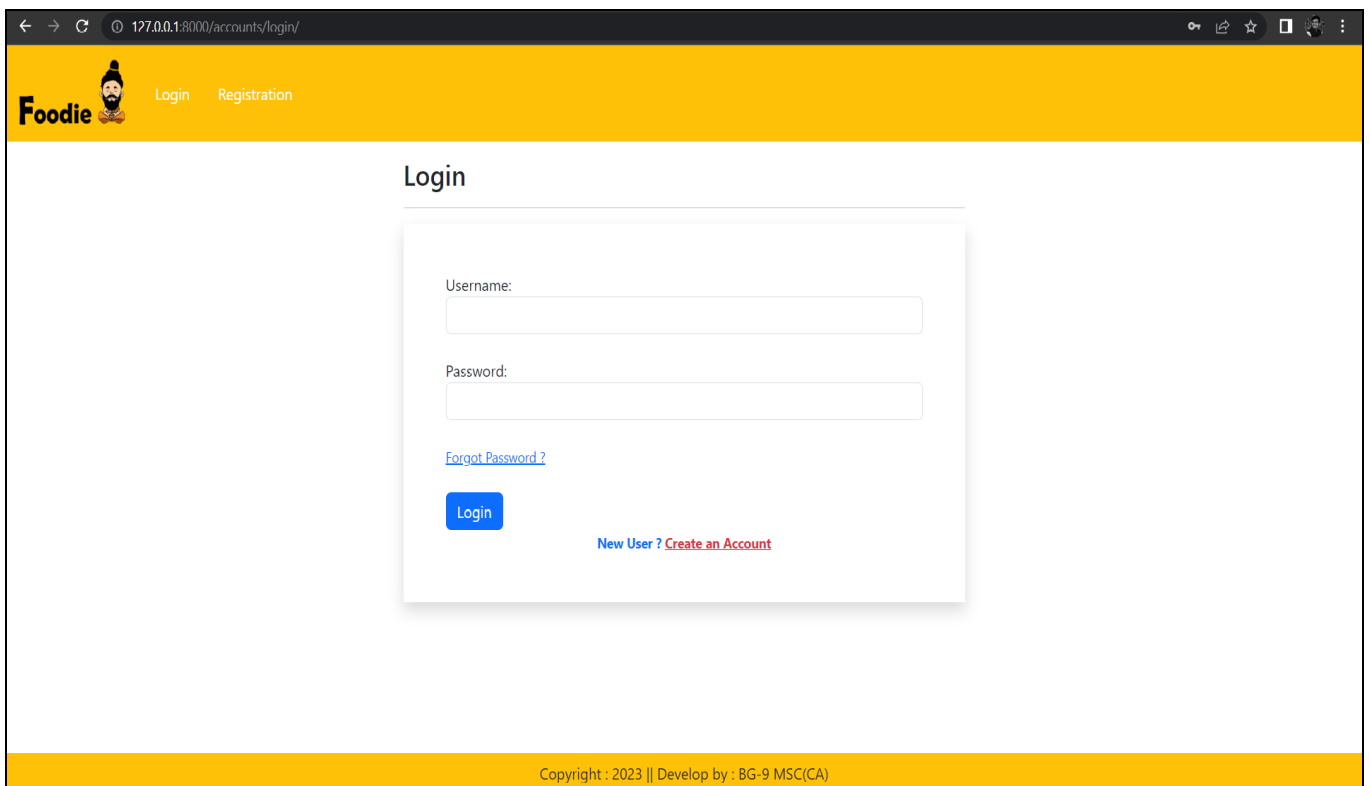 127.0.0.1:8000/accounts/login/
Foodie Login Registration
Login
Username:
Password:
Forgot Password ?
Login
New User ? Create an Account
Copyright : 2023 || Develop by : BG-9 MSC(CA)